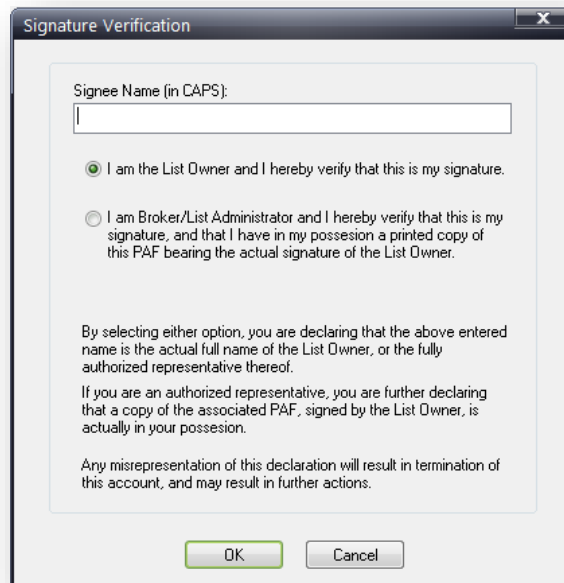 Signature Verification
Signee Name (in CAPS):
I am the List Owner and I hereby verify that this is my signature.
I am Broker/List Administrator and I hereby verify that this is my
signature, and that I have in my possesion a printed copy of
this PAF bearing the actual signature of the List Owner.
By selecting either option, you are declaring that the above entered
name is the actual full name of the List Owner, or the fully
authorized representative thereof.
If you are an authorized representative, you are further declaring
that a copy of the associated PAF, signed by the List Owner, is
actually in your possesion.
Any misrepresentation of this declaration will result in termination of
this account, and may result in further actions.
OK
Cancel